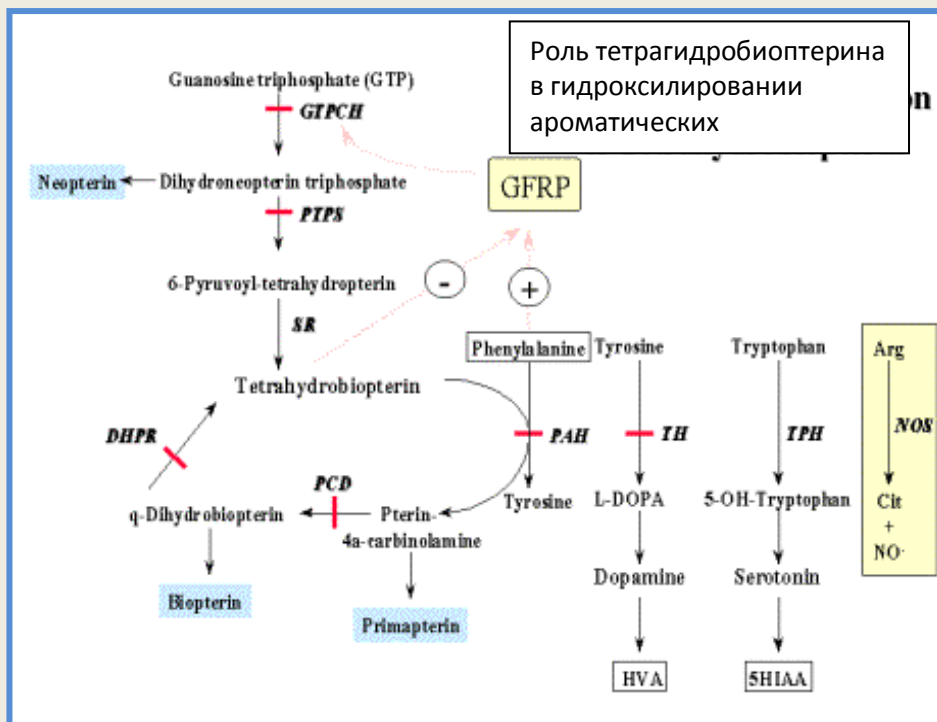 Роль тетрагидробиоптерина
в гидроксилировании
ароматических
on
Guanosine triphosphate (GTP)
GTPCH
Neopterin
Dihydroneopterin triphosphate
GFRP
PTPS
6-Pyruvoyl-tetrahydropterin
-
+
SR
Phenylalanine
Tyrosine
Tryptophan
Arg
Tetrahydrobiopterin
DHPR
PAH
TH
TPH
NOS
PCD
q-Dihydrobiopterin
Pterin-
4a-carbinolamine
Tyrosine
L-DOPA
5-OH-Tryptophan
Cit
+
NO·
Biopterin
Primapterin
Dopamine
Serotonin
HVA
5HIAA